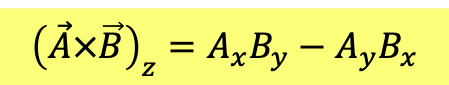 (A⃗×B⃗)_z = A_xB_y − A_yB_x